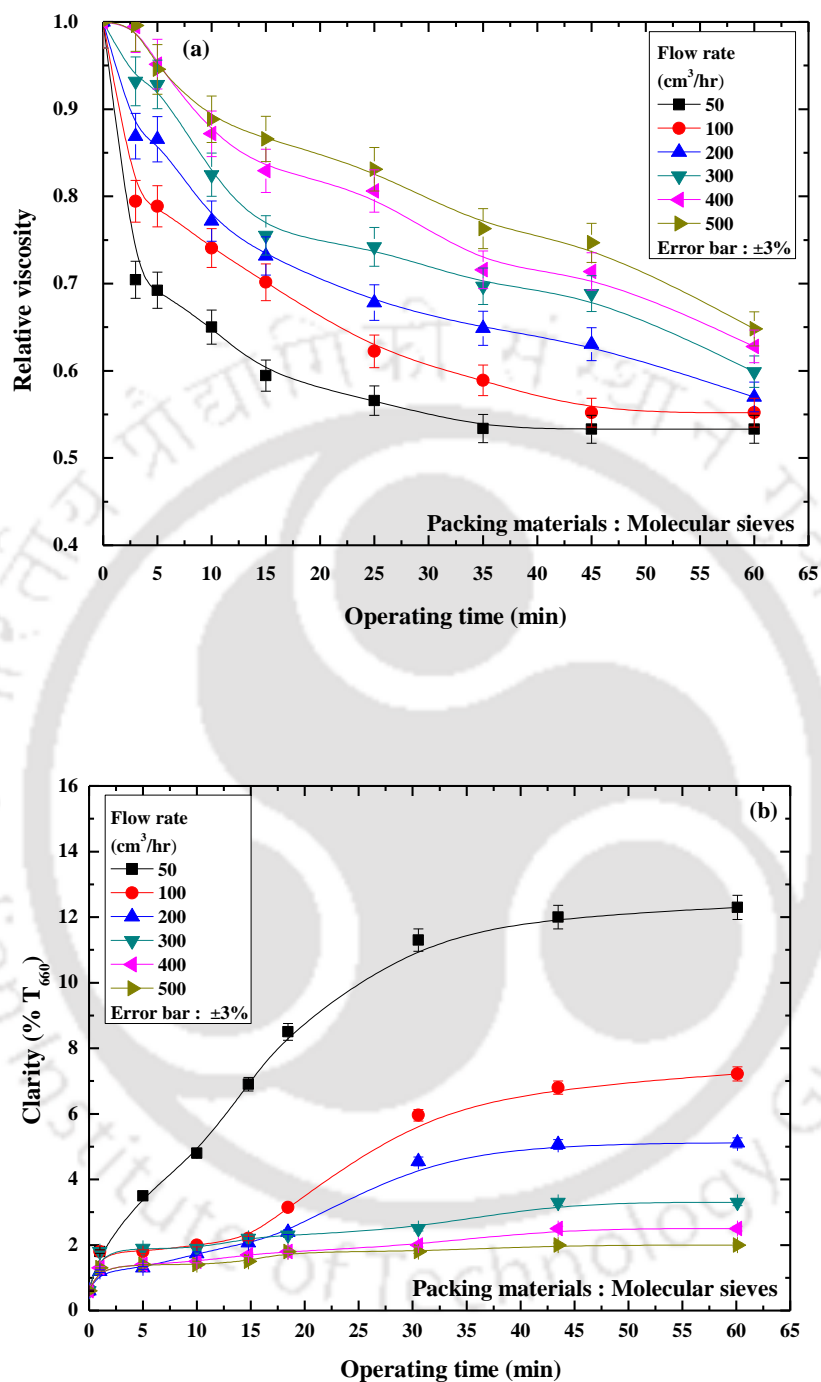 (a)
Flow rate
(cm³/hr)
50
100
200
300
400
500
Error bar : ±3%
1.0
0.9
0.8
0.7
0.6
0.5
0.4
Relative viscosity
Packing materials : Molecular sieves
0 5 10 15 20 25 30 35 40 45 50 55 60 65
Operating time (min)
(b)
Flow rate
(cm³/hr)
50
100
200
300
400
500
Error bar : ±3%
16
14
12
10
8
6
4
2
0
Clarity (% T₆₆₀)
Packing materials : Molecular sieves
0 5 10 15 20 25 30 35 40 45 50 55 60 65
Operating time (min)
of Technology